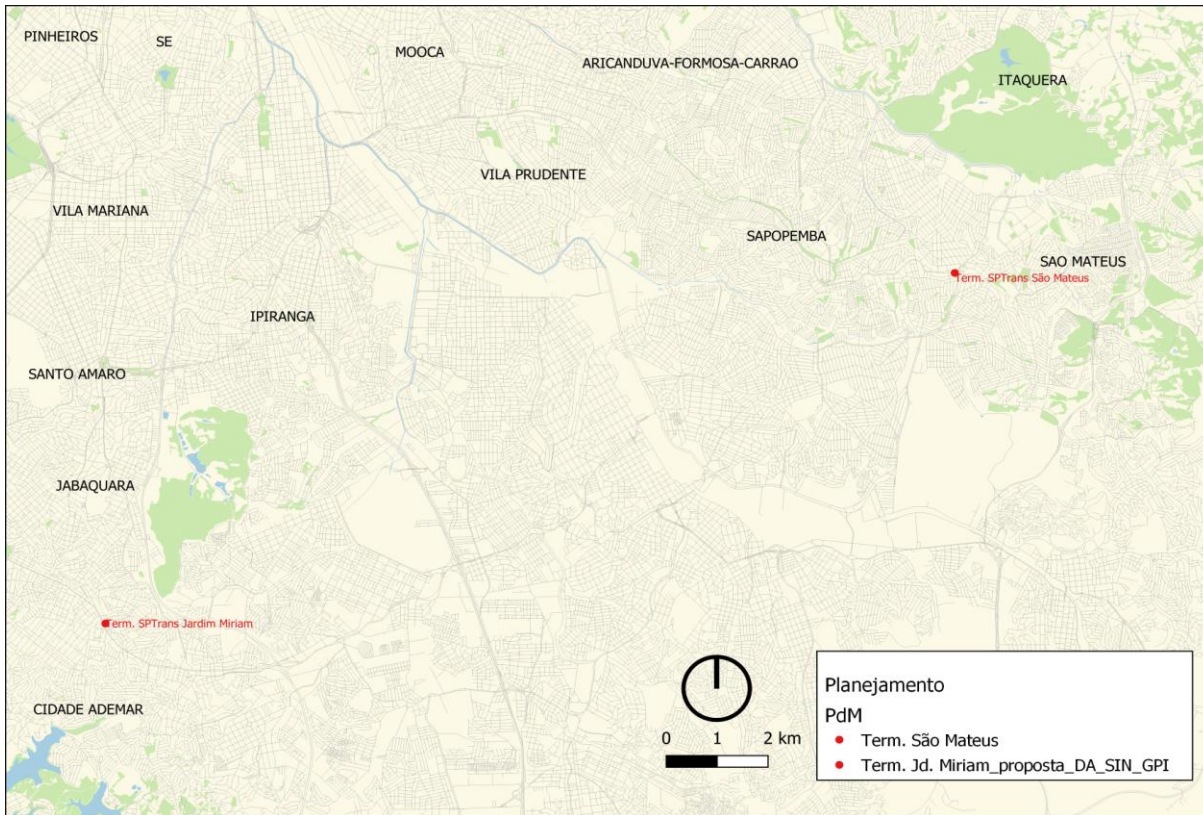 PINHEIROS
SE
MOOCA
ARICANDUVA-FORMOSA-CARRAO
ITAQUERA
VILA PRUDENTE
VILA MARIANA
SAPOPEMBA
SAO MATEUS
Term. SPTrans São Mateus
IPIRANGA
SANTO AMARO
JABAQUARA
Term. SPTrans Jardim Miriam
CIDADE ADEMAR
0 1 2 km
Planejamento
PdM
Term. São Mateus
Term. Jd. Miriam_proposta_DA_SIN_GPI